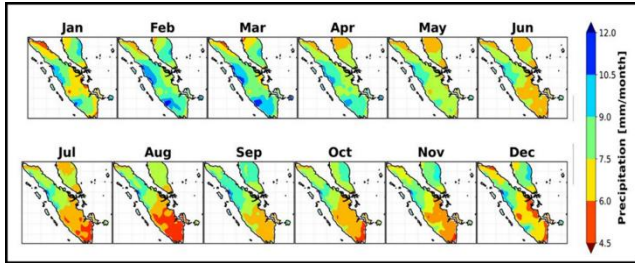 Jan Feb Mar Apr May Jun
Jul Aug Sep Oct Nov Dec
12.0
10.5
9.0
7.5
6.0
4.5
Precipitation [mm/month]